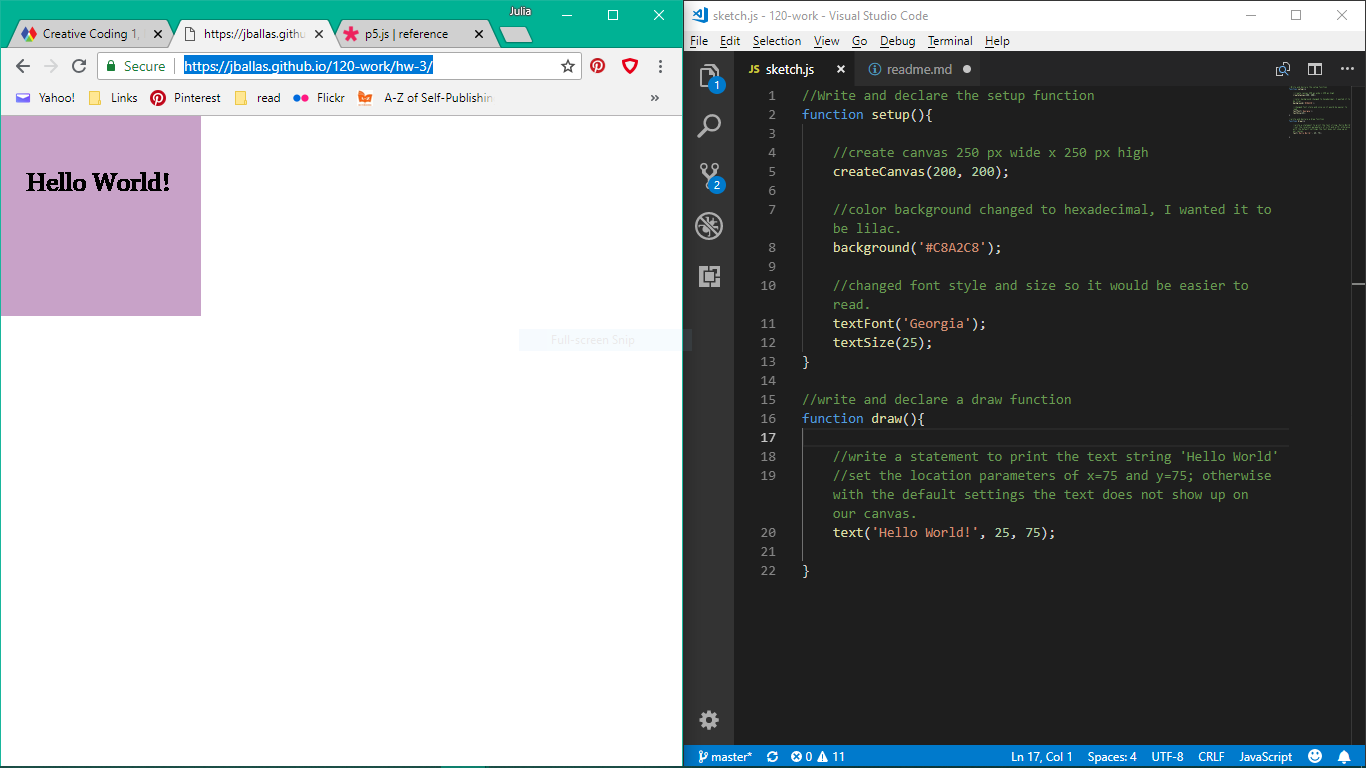 Julia
Creative Coding 1,
https://jballas.githu
p5.js | reference
Secure
https://jballas.github.io/120-work/hw-3/
Yahoo!
Links
Pinterest
read
Flickr
A-Z of Self-Publishin
»
Hello World!
Full-screen Snip
sketch.js - 120-work - Visual Studio Code
File Edit Selection View Go Debug Terminal Help
JS sketch.js
readme.md
1
2
1 //Write and declare the setup function
2 function setup(){
3
4 //create canvas 250 px wide x 250 px high
5 createCanvas(200, 200);
6
7 //color background changed to hexadecimal, I wanted it to
be lilac.
8 background('#C8A2C8');
9
10 //changed font style and size so it would be easier to
read.
11 textFont('Georgia');
12 textSize(25);
13 }
14
15 //write and declare a draw function
16 function draw(){
17
18 //write a statement to print the text string 'Hello World'
19 //set the location parameters of x=75 and y=75; otherwise
with the default settings the text does not show up on
our canvas.
20 text('Hello World!', 25, 75);
21
22 }
master* 0 11 Ln 17, Col 1 Spaces: 4 UTF-8 CRLF JavaScript